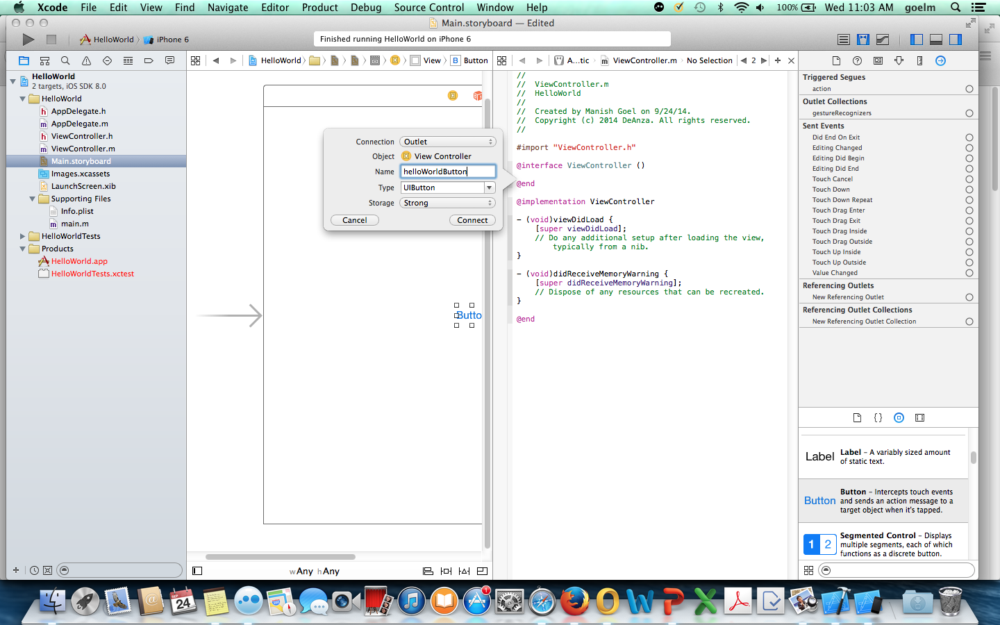 Xcode File Edit View Find Navigate Editor Product Debug Source Control Window Help 100% Wed 11:03 AM goelm
Main.storyboard — Edited
HelloWorld iPhone 6
Finished running HelloWorld on iPhone 6
HelloWorld View B Button
A...tic ViewController.m No Selection 2
HelloWorld
2 targets, iOS SDK 8.0
HelloWorld
h AppDelegate.h
m AppDelegate.m
h ViewController.h
m ViewController.m
Main.storyboard
Images.xcassets
LaunchScreen.xib
Supporting Files
Info.plist
m main.m
HelloWorldTests
Products
HelloWorld.app
HelloWorldTests.xctest
Connection Outlet
Object View Controller
Name helloWorldButton
Type UIButton
Storage Strong
Cancel Connect
Butto
wAny hAny
//
// ViewController.m
// HelloWorld
//
// Created by Manish Goel on 9/24/14.
// Copyright (c) 2014 DeAnza. All rights reserved.
//
#import "ViewController.h"
@interface ViewController ()
@end
@implementation ViewController
- (void)viewDidLoad {
[super viewDidLoad];
// Do any additional setup after loading the view,
typically from a nib.
}
- (void)didReceiveMemoryWarning {
[super didReceiveMemoryWarning];
// Dispose of any resources that can be recreated.
}
@end
Triggered Segues
action
Outlet Collections
gestureRecognizers
Sent Events
Did End On Exit
Editing Changed
Editing Did Begin
Editing Did End
Touch Cancel
Touch Down
Touch Down Repeat
Touch Drag Enter
Touch Drag Exit
Touch Drag Inside
Touch Drag Outside
Touch Up Inside
Touch Up Outside
Value Changed
Referencing Outlets
New Referencing Outlet
Referencing Outlet Collections
New Referencing Outlet Collection
{ }
Label Label – A variably sized amount
of static text.
Button Button – Intercepts touch events
and sends an action message to a
target object when it's tapped.
1 2 Segmented Control – Displays
multiple segments, each of which
functions as a discrete button.
SEP
24
1